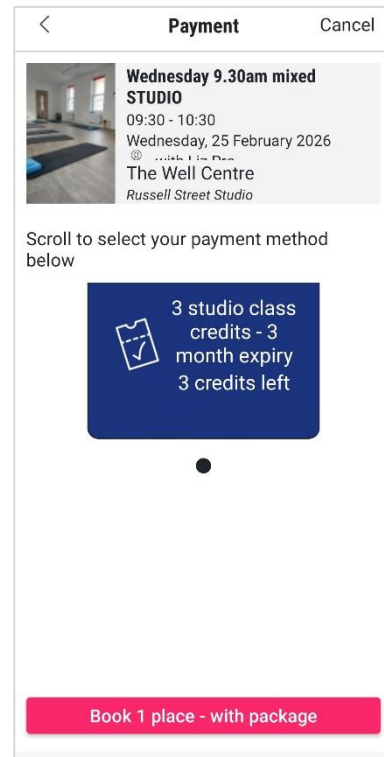 Payment
Cancel
Wednesday 9.30am mixed
STUDIO
09:30 - 10:30
Wednesday, 25 February 2026
with Liz
The Well Centre
Russell Street Studio
Scroll to select your payment method
below
3 studio class
credits - 3
month expiry
3 credits left
Book 1 place - with package